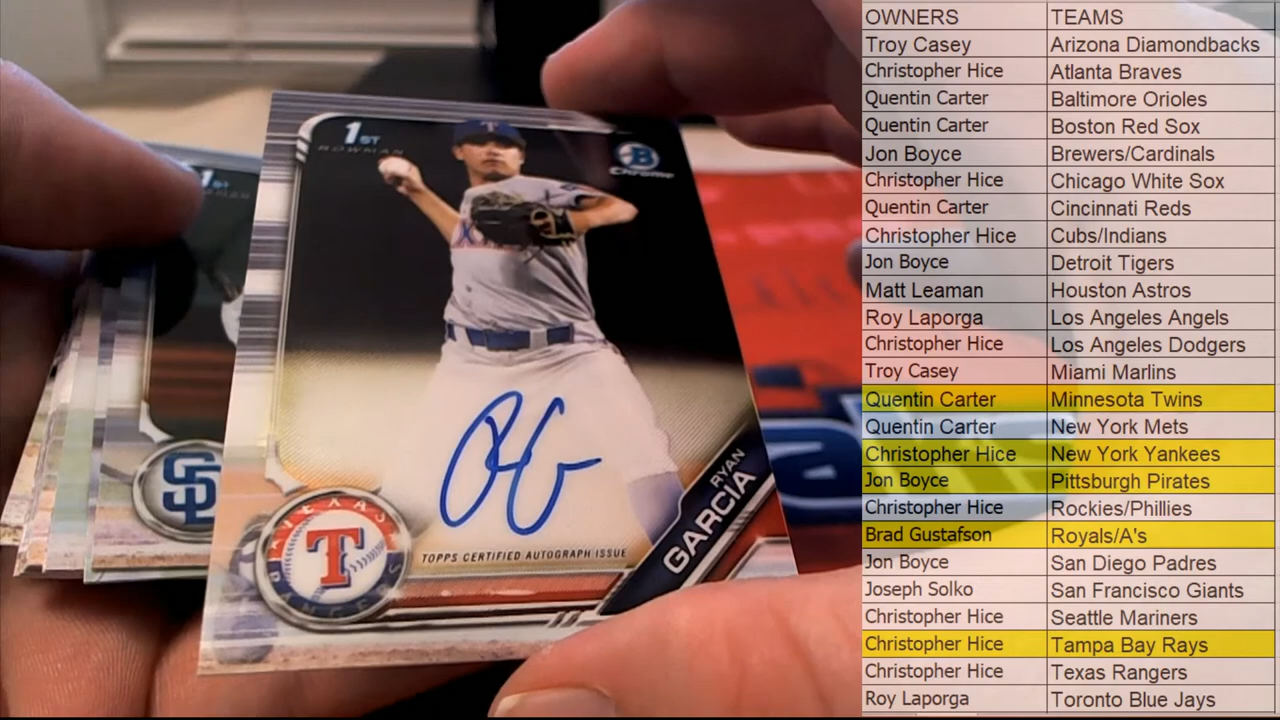 1ST
BOWMAN
B
Chrome
1ST
SD
TEXAS
T
RANGERS
TOPPS CERTIFIED AUTOGRAPH ISSUE
RYAN
GARCIA
OWNERS TEAMS
Troy Casey Arizona Diamondbacks
Christopher Hice Atlanta Braves
Quentin Carter Baltimore Orioles
Quentin Carter Boston Red Sox
Jon Boyce Brewers/Cardinals
Christopher Hice Chicago White Sox
Quentin Carter Cincinnati Reds
Christopher Hice Cubs/Indians
Jon Boyce Detroit Tigers
Matt Leaman Houston Astros
Roy Laporga Los Angeles Angels
Christopher Hice Los Angeles Dodgers
Troy Casey Miami Marlins
Quentin Carter Minnesota Twins
Quentin Carter New York Mets
Christopher Hice New York Yankees
Jon Boyce Pittsburgh Pirates
Christopher Hice Rockies/Phillies
Brad Gustafson Royals/A's
Jon Boyce San Diego Padres
Joseph Solko San Francisco Giants
Christopher Hice Seattle Mariners
Christopher Hice Tampa Bay Rays
Christopher Hice Texas Rangers
Roy Laporga Toronto Blue Jays